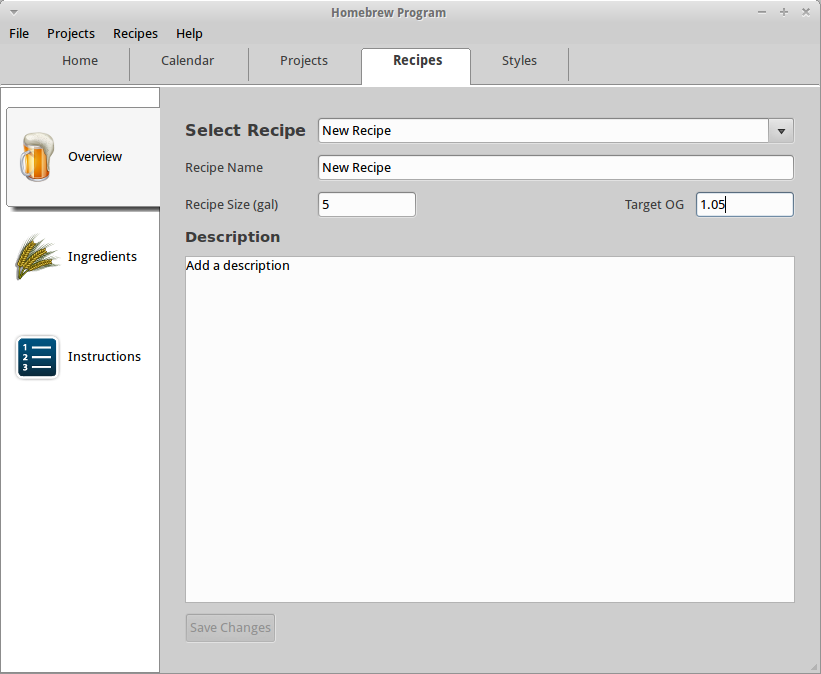 Homebrew Program
File Projects Recipes Help
Home Calendar Projects Recipes Styles
Overview
Ingredients
1
2
3
Instructions
Select Recipe New Recipe
Recipe Name New Recipe
Recipe Size (gal) 5 Target OG 1.05
Description
Add a description
Save Changes